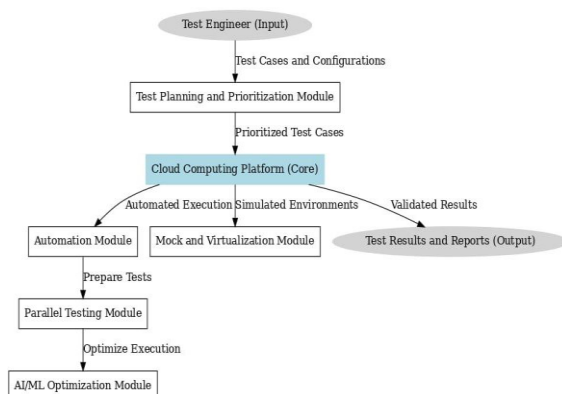 Test Engineer (Input)
Test Cases and Configurations
Test Planning and Prioritization Module
Prioritized Test Cases
Cloud Computing Platform (Core)
Automated Execution
Simulated Environments
Validated Results
Automation Module
Mock and Virtualization Module
Test Results and Reports (Output)
Prepare Tests
Parallel Testing Module
Optimize Execution
AI/ML Optimization Module